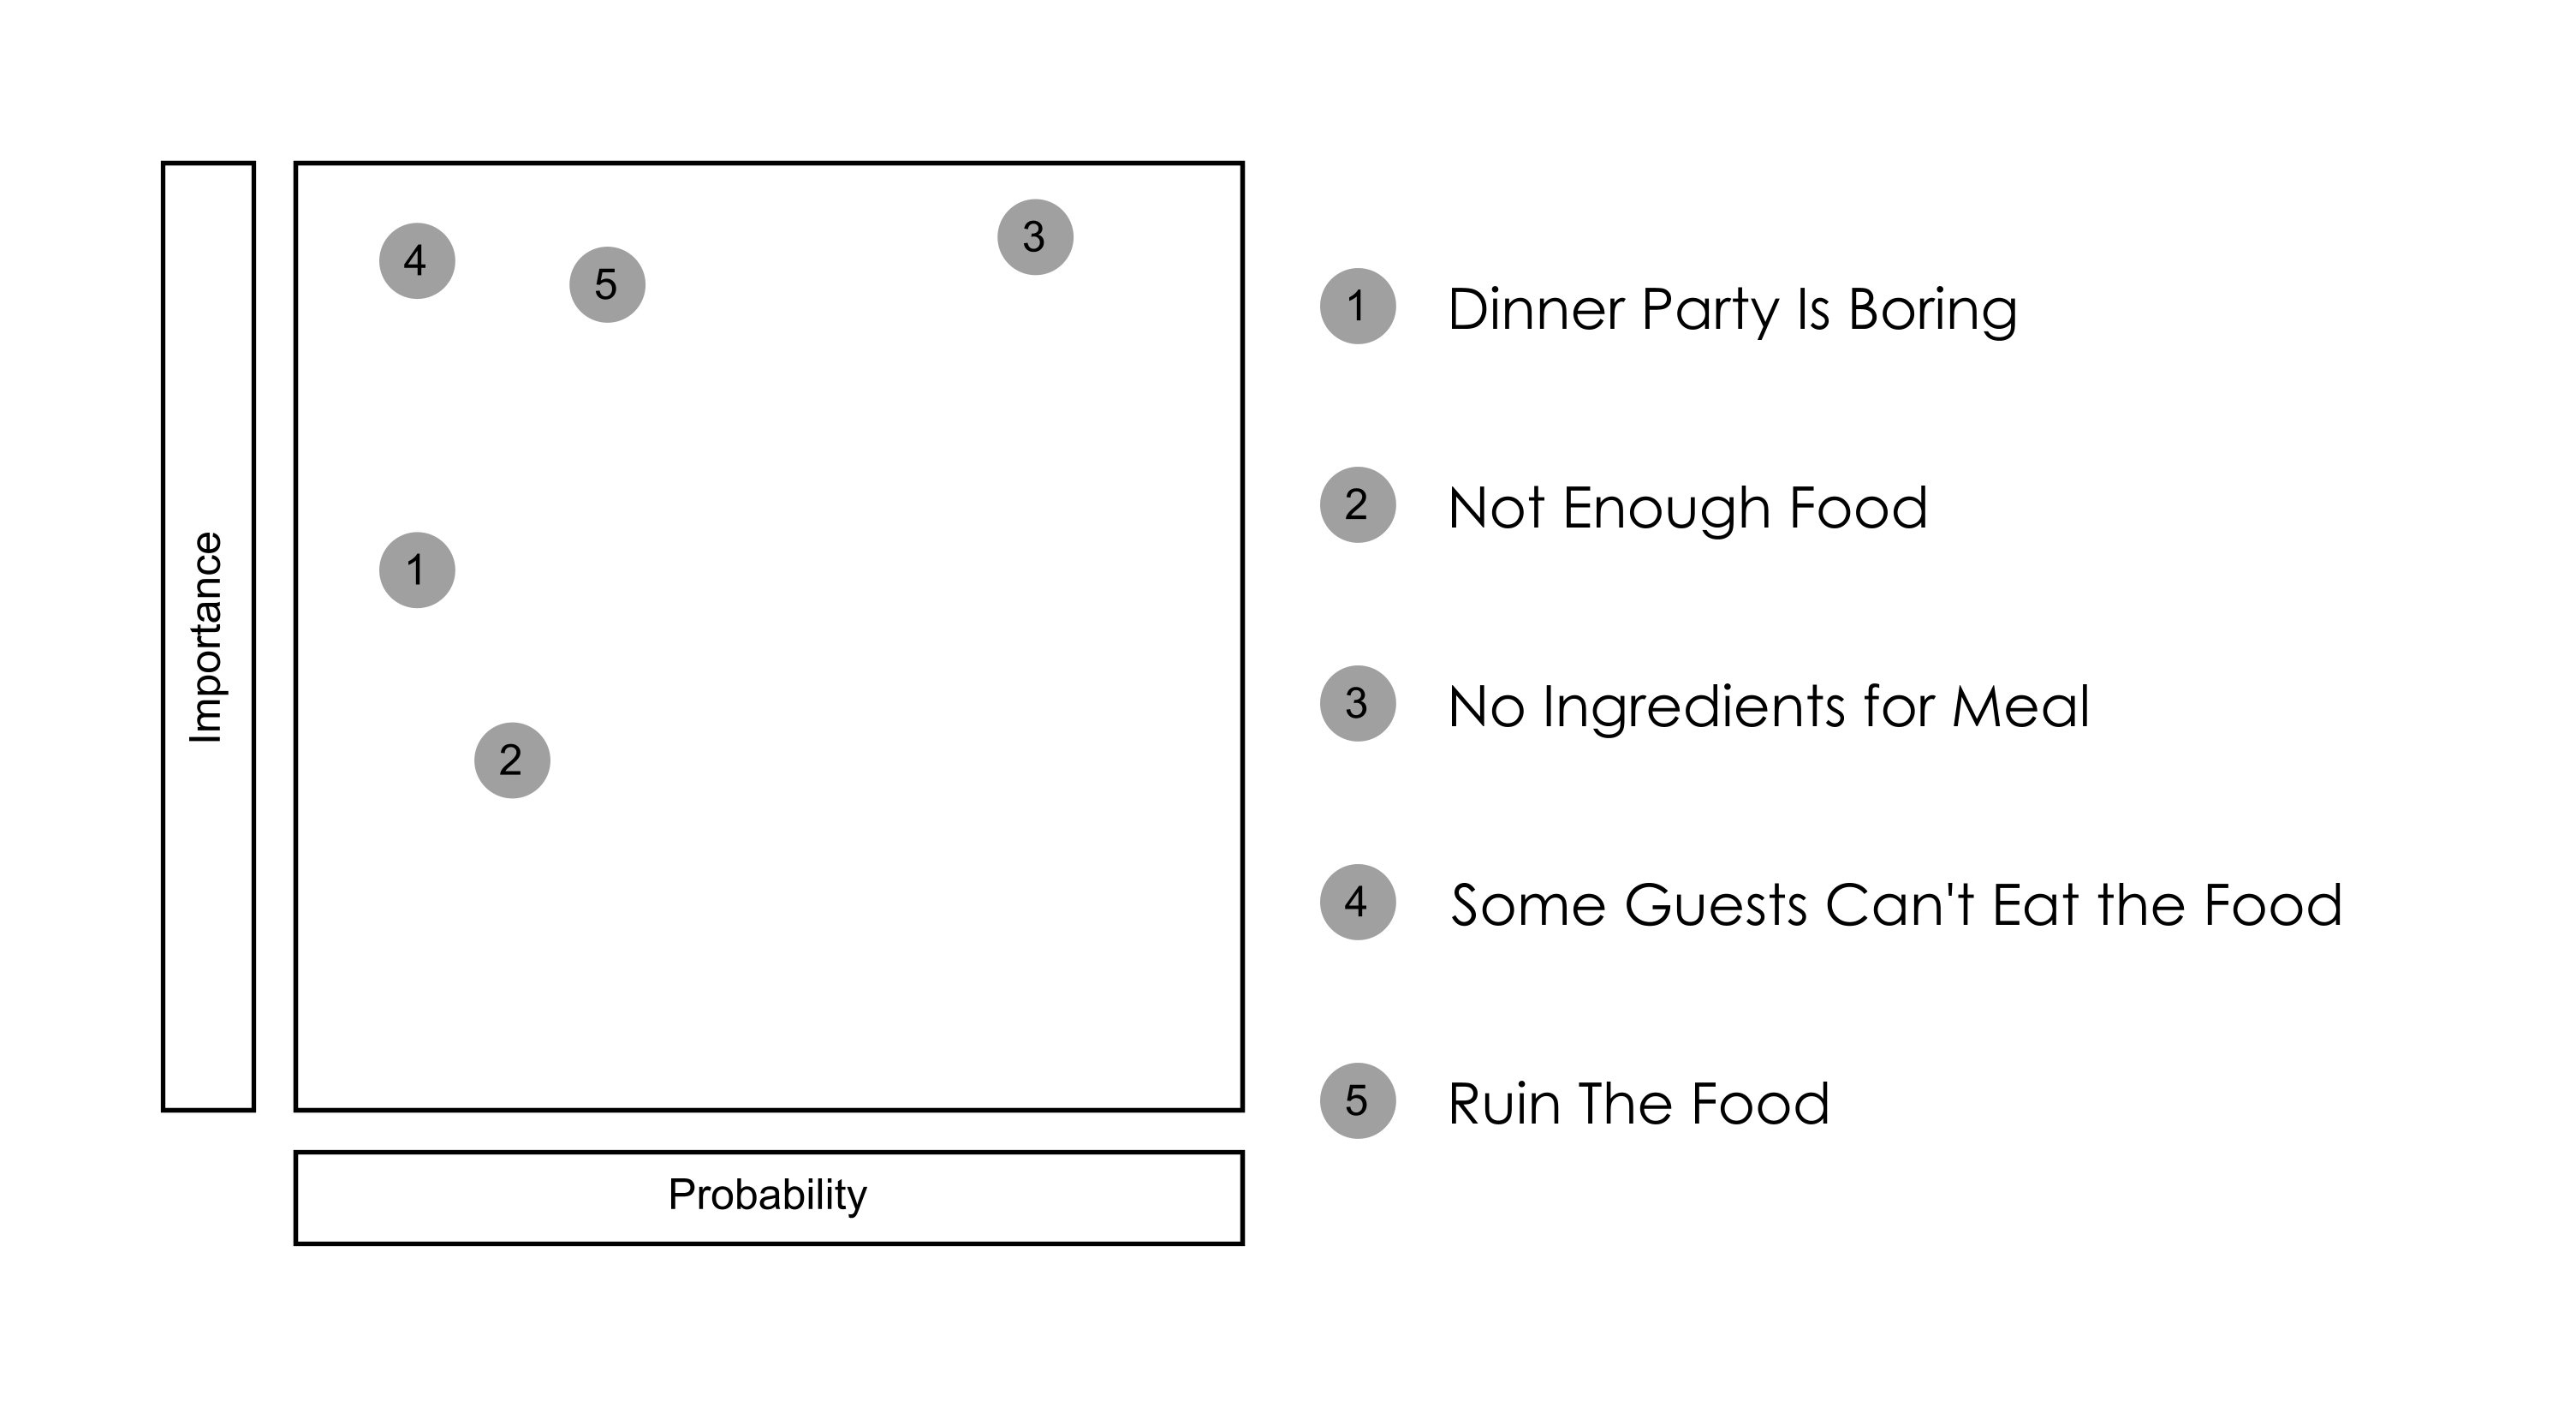 4
5
3
1
2
Importance
Probability
1 Dinner Party Is Boring
2 Not Enough Food
3 No Ingredients for Meal
4 Some Guests Can't Eat the Food
5 Ruin The Food